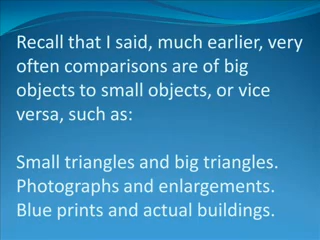 Recall that I said, much earlier, very
often comparisons are of big
objects to small objects, or vice
versa, such as:
Small triangles and big triangles.
Photographs and enlargements.
Blue prints and actual buildings.